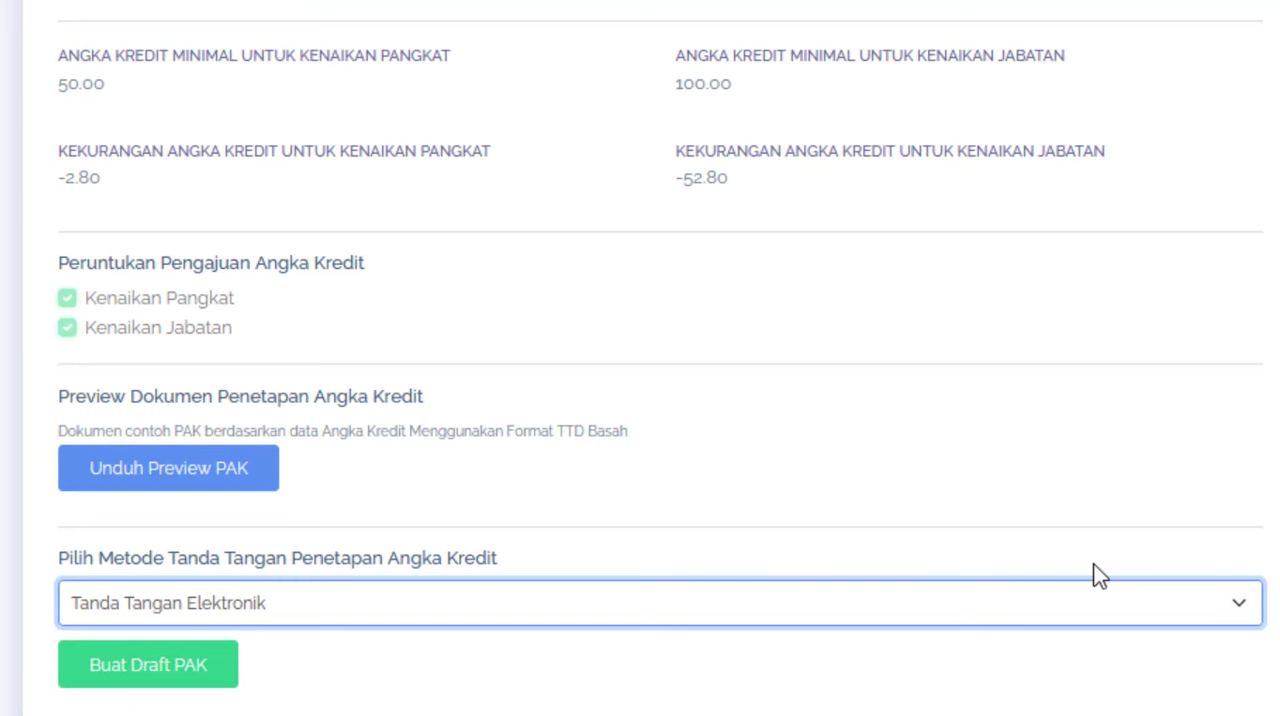 ANGKA KREDIT MINIMAL UNTUK KENAIKAN PANGKAT
50.00
ANGKA KREDIT MINIMAL UNTUK KENAIKAN JABATAN
100.00
KEKURANGAN ANGKA KREDIT UNTUK KENAIKAN PANGKAT
-2.80
KEKURANGAN ANGKA KREDIT UNTUK KENAIKAN JABATAN
-52.80
Peruntukan Pengajuan Angka Kredit
Kenaikan Pangkat
Kenaikan Jabatan
Preview Dokumen Penetapan Angka Kredit
Dokumen contoh PAK berdasarkan data Angka Kredit Menggunakan Format TTD Basah
Unduh Preview PAK
Pilih Metode Tanda Tangan Penetapan Angka Kredit
Tanda Tangan Elektronik
Buat Draft PAK